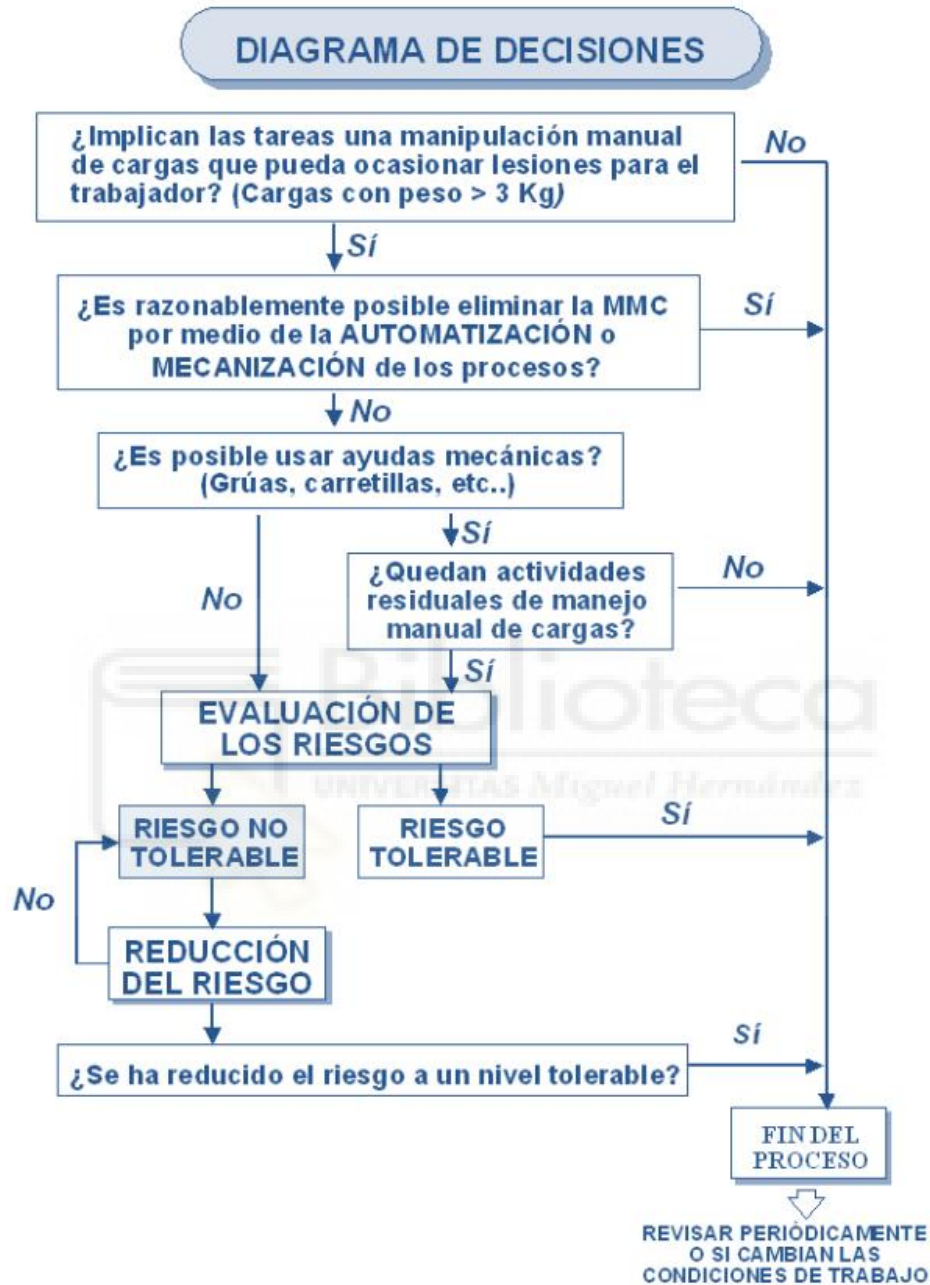 DIAGRAMA DE DECISIONES
¿Implican las tareas una manipulación manual
de cargas que pueda ocasionar lesiones para el
trabajador? (Cargas con peso > 3 Kg)
No
Sí
¿Es razonablemente posible eliminar la MMC
por medio de la AUTOMATIZACIÓN o
MECANIZACIÓN de los procesos?
Sí
No
¿Es posible usar ayudas mecánicas?
(Grúas, carretillas, etc..)
Sí
No
¿Quedan actividades
residuales de manejo
manual de cargas?
No
Sí
EVALUACIÓN DE
LOS RIESGOS
Biblioteca
UNIVERSITAS Miguel Hernández
RIESGO NO
TOLERABLE
RIESGO
TOLERABLE
Sí
No
REDUCCIÓN
DEL RIESGO
¿Se ha reducido el riesgo a un nivel tolerable?
Sí
FIN DEL
PROCESO
REVISAR PERIÓDICAMENTE
O SI CAMBIAN LAS
CONDICIONES DE TRABAJO